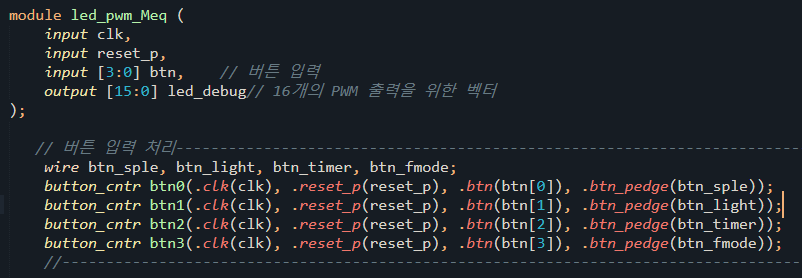 module led_pwm_Meq (
input clk,
input reset_p,
input [3:0] btn,    // 버튼 입력
output [15:0] led_debug// 16개의 PWM 출력을 위한 벡터
);
// 버튼 입력 처리------------------------------------------------------------------------
wire btn_sple, btn_light, btn_timer, btn_fmode;
button_cntr btn0(.clk(clk), .reset_p(reset_p), .btn(btn[0]), .btn_pedge(btn_sple));
button_cntr btn1(.clk(clk), .reset_p(reset_p), .btn(btn[1]), .btn_pedge(btn_light));
button_cntr btn2(.clk(clk), .reset_p(reset_p), .btn(btn[2]), .btn_pedge(btn_timer));
button_cntr btn3(.clk(clk), .reset_p(reset_p), .btn(btn[3]), .btn_pedge(btn_fmode));
//-------------------------------------------------------------------------------------